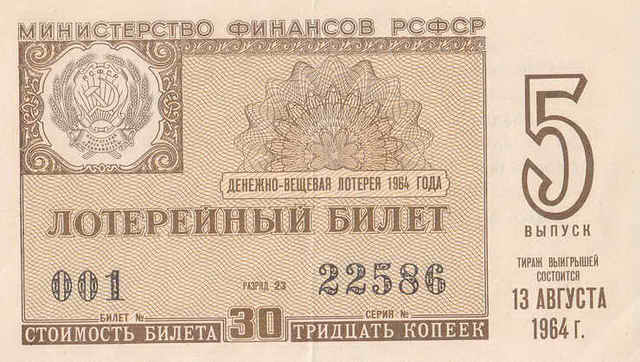 МИНИСТЕРСТВО ФИНАНСОВ РСФСР
РСФСР
ДЕНЕЖНО-ВЕЩЕВАЯ ЛОТЕРЕЯ 1964 ГОДА
ЛОТЕРЕЙНЫЙ БИЛЕТ
001 РАЗРЯД 23 22586
БИЛЕТ № СЕРИЯ №
СТОИМОСТЬ БИЛЕТА 30 ТРИДЦАТЬ КОПЕЕК
5
ВЫПУСК
ТИРАЖ ВЫИГРЫШЕЙ
СОСТОИТСЯ
13 АВГУСТА
1964 г.